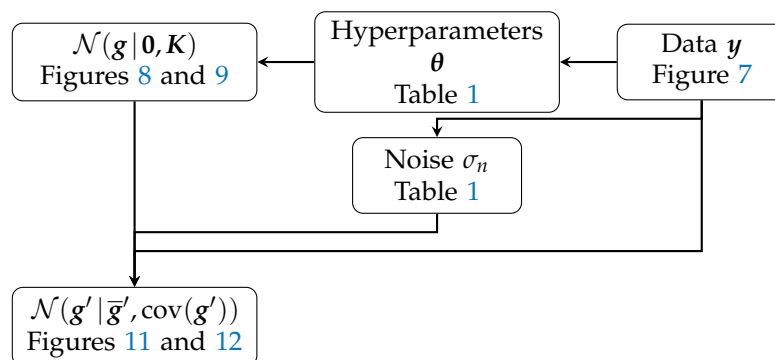 𝒩(g | 0, K)
Figures 8 and 9
Hyperparameters
θ
Table 1
Data y
Figure 7
Noise σₙ
Table 1
𝒩(g′ | g̅′, cov(g′))
Figures 11 and 12